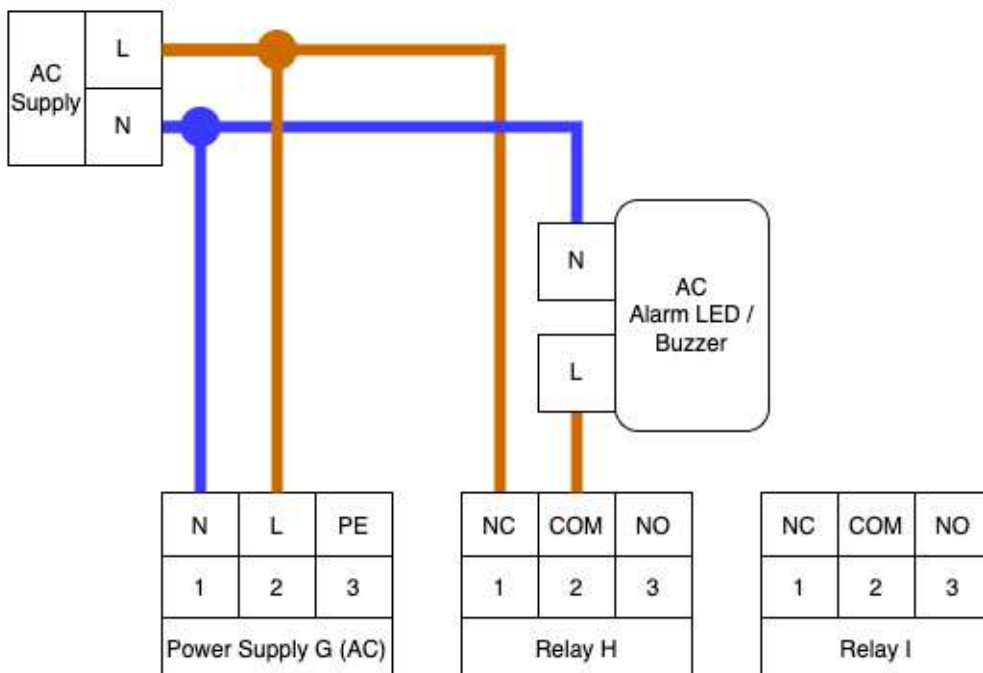 AC
Supply
L
N
N
L
AC
Alarm LED /
Buzzer
N L PE
1 2 3
Power Supply G (AC)
NC COM NO
1 2 3
Relay H
NC COM NO
1 2 3
Relay I